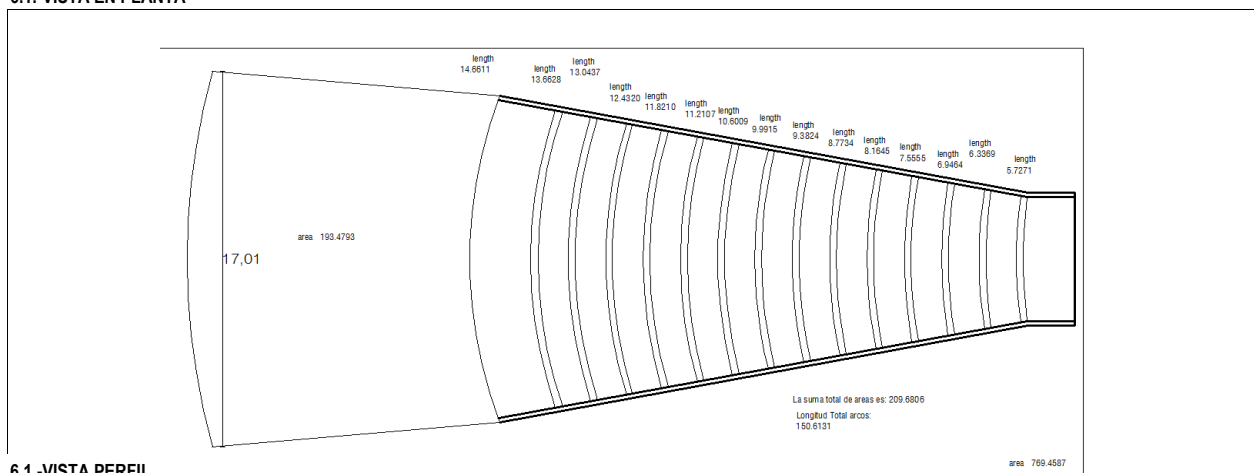 6.1. VISTA EN PLANTA
length
14.6611
length
13.6628
length
13.0437
length
12.4320
length
11.8210
length
11.2107
length
10.6009
length
9.9915
length
9.3824
length
8.7734
length
8.1645
length
7.5555
length
6.9464
length
6.3369
length
5.7271
area 193.4793
17,01
La suma total de areas es: 209.6806
Longitud Total arcos:
150.6131
area 769.4587
6.1.-VISTA PERFIL